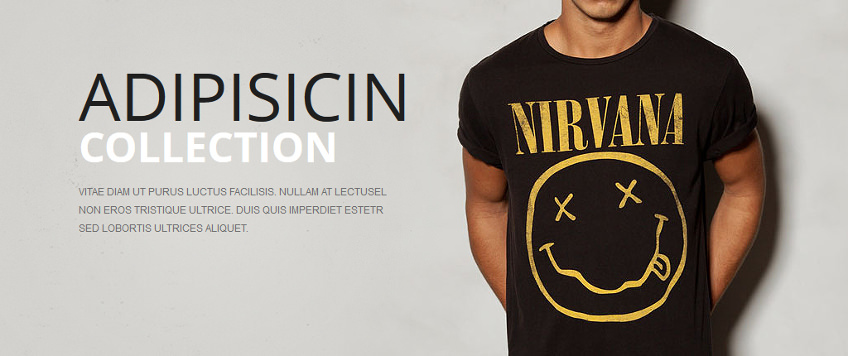 ADIPISICIN
COLLECTION
VITAE DIAM UT PURUS LUCTUS FACILISIS. NULLAM AT LECTUSEL
NON EROS TRISTIQUE ULTRICE. DUIS QUIS IMPERDIET ESTETR
SED LOBORTIS ULTRICES ALIQUET.
NIRVANA